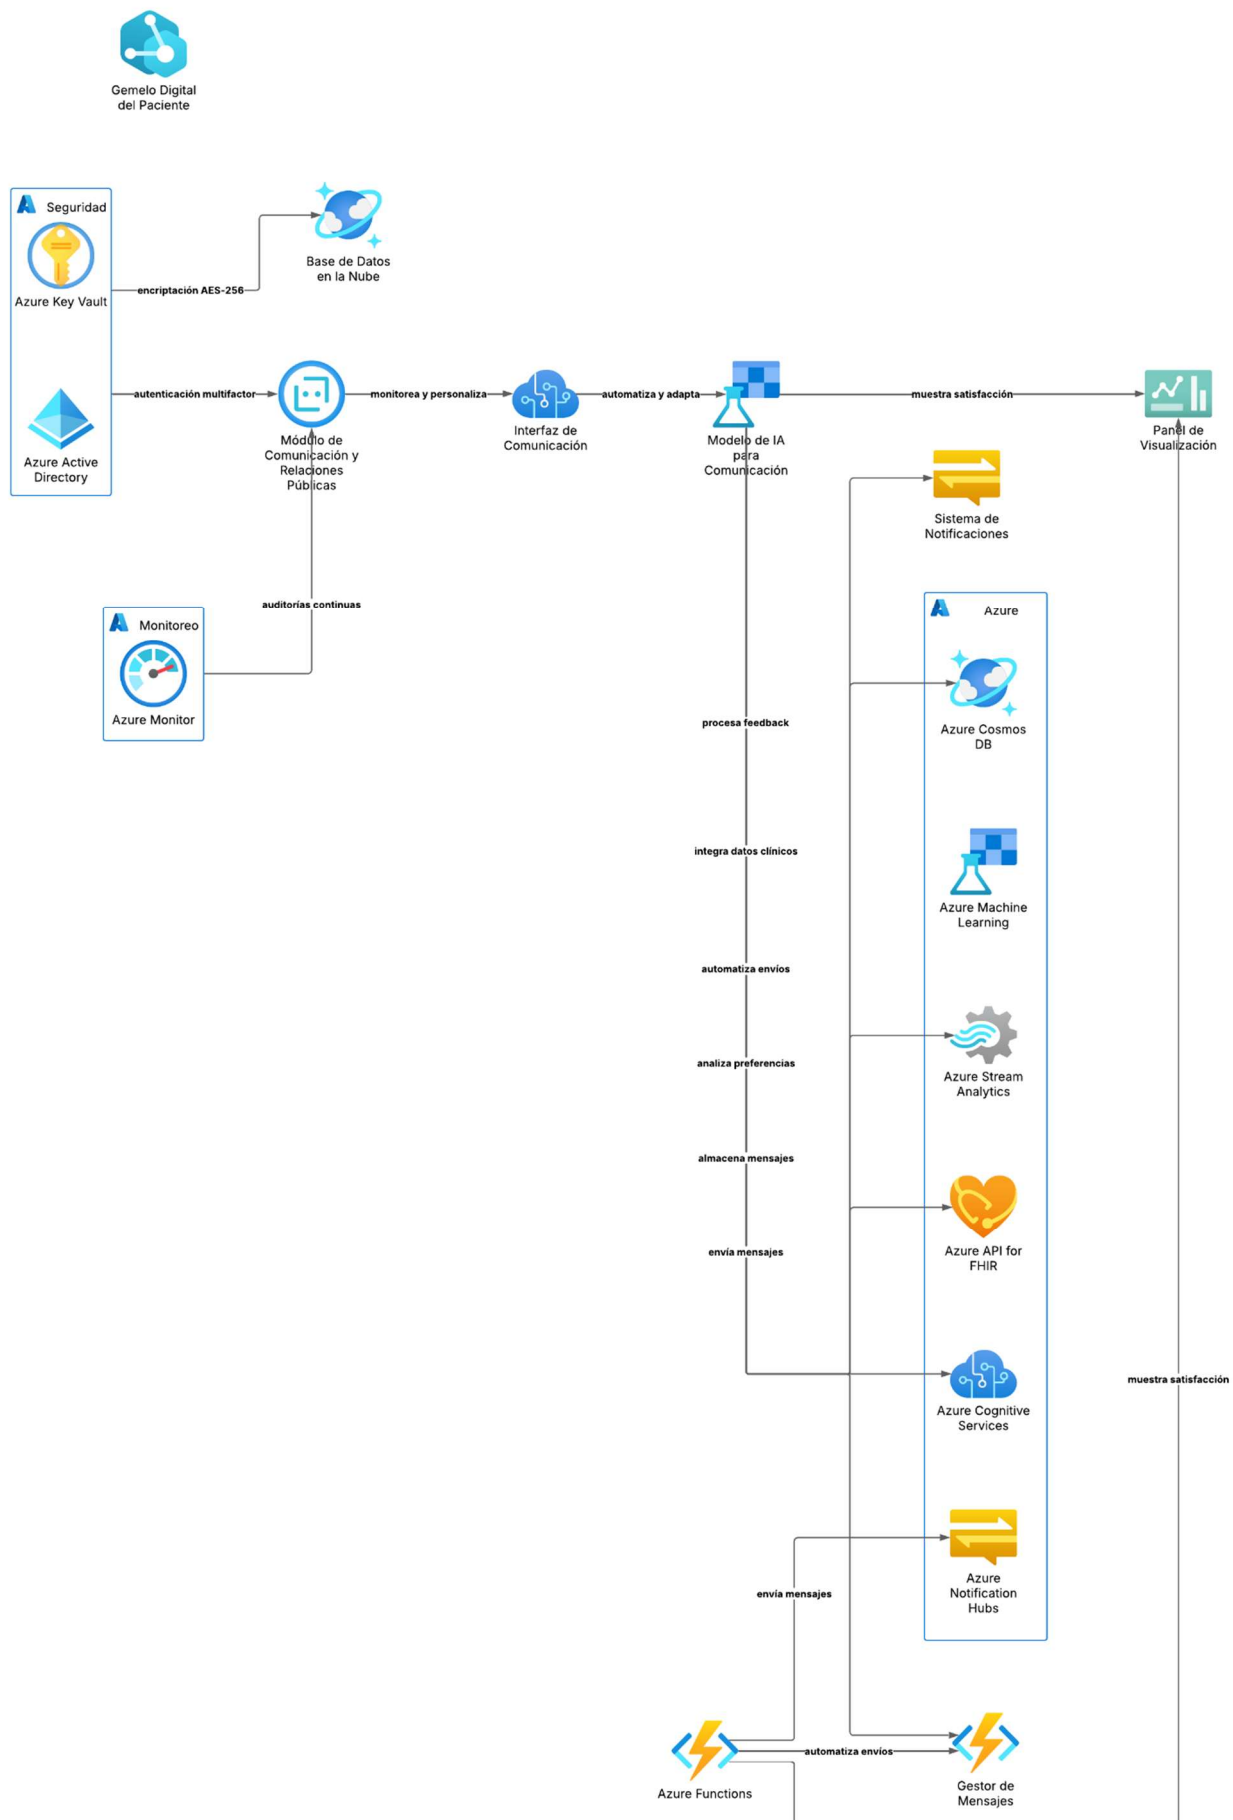 Gemelo Digital
del Paciente
Seguridad
Azure Key Vault
encriptación AES-256
Base de Datos
en la Nube
Azure Active
Directory
autenticación multifactor
Módulo de
Comunicación y
Relaciones
Públicas
monitorea y personaliza
Interfaz de
Comunicación
automatiza y adapta
Modelo de IA
para
Comunicación
muestra satisfacción
Panel de
Visualización
Sistema de
Notificaciones
auditorías continuas
Monitoreo
Azure Monitor
Azure
Azure Cosmos
DB
procesa feedback
integra datos clínicos
Azure Machine
Learning
automatiza envíos
analiza preferencias
Azure Stream
Analytics
almacena mensajes
envía mensajes
Azure API for
FHIR
Azure Cognitive
Services
muestra satisfacción
Azure
Notification
Hubs
envía mensajes
Azure Functions
automatiza envíos
Gestor de
Mensajes